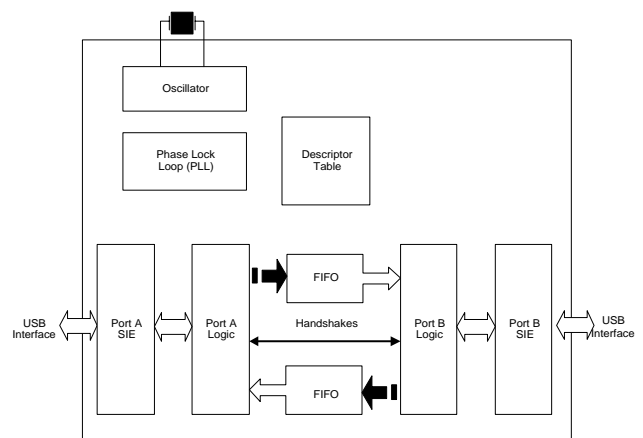 Oscillator
Phase Lock
Loop (PLL)
Descriptor
Table
USB
Interface
Port A
SIE
Port A
Logic
FIFO
Handshakes
FIFO
Port B
Logic
Port B
SIE
USB
Interface